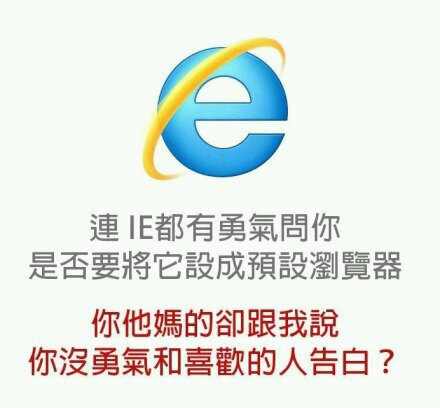 連 IE都有勇氣問你
是否要將它設成預設瀏覽器
你他媽的卻跟我說
你沒勇氣和喜歡的人告白？